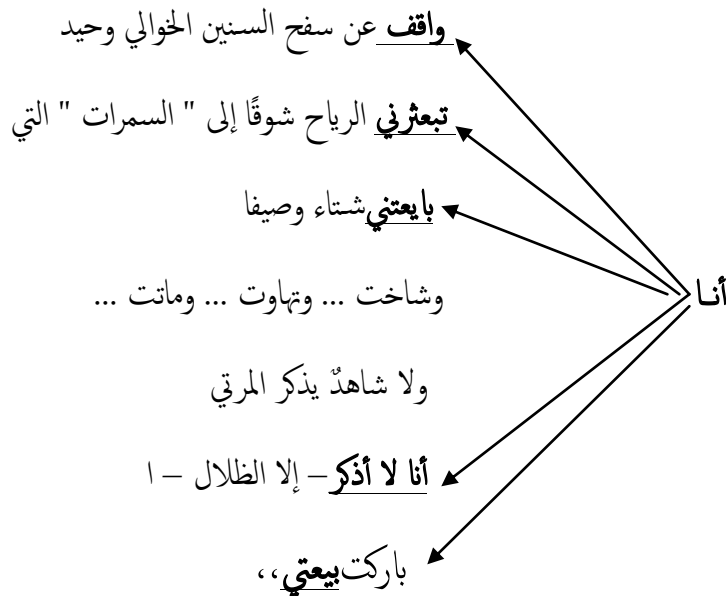 واقف عن سفح السنين الخوالي وحيد
تبعثرني الرياح شوقًا إلى " السمرات " التي
بايعتني شتاء وصيفا
أنا
وشاخت ... وتهاوت ... وماتت ...
ولا شاهدٌ يذكر المرتي
أنا لا أذكر – إلا الظلال – ا
باركت بيعتي،،